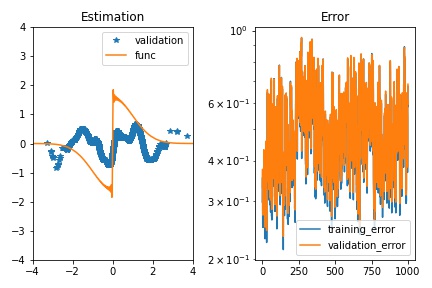 Estimation
validation
func
4
3
2
1
0
−1
−2
−3
−4
−4
−2
0
2
4
Error
10⁰
6 × 10⁻¹
4 × 10⁻¹
3 × 10⁻¹
2 × 10⁻¹
training_error
validation_error
0
250
500
750
1000